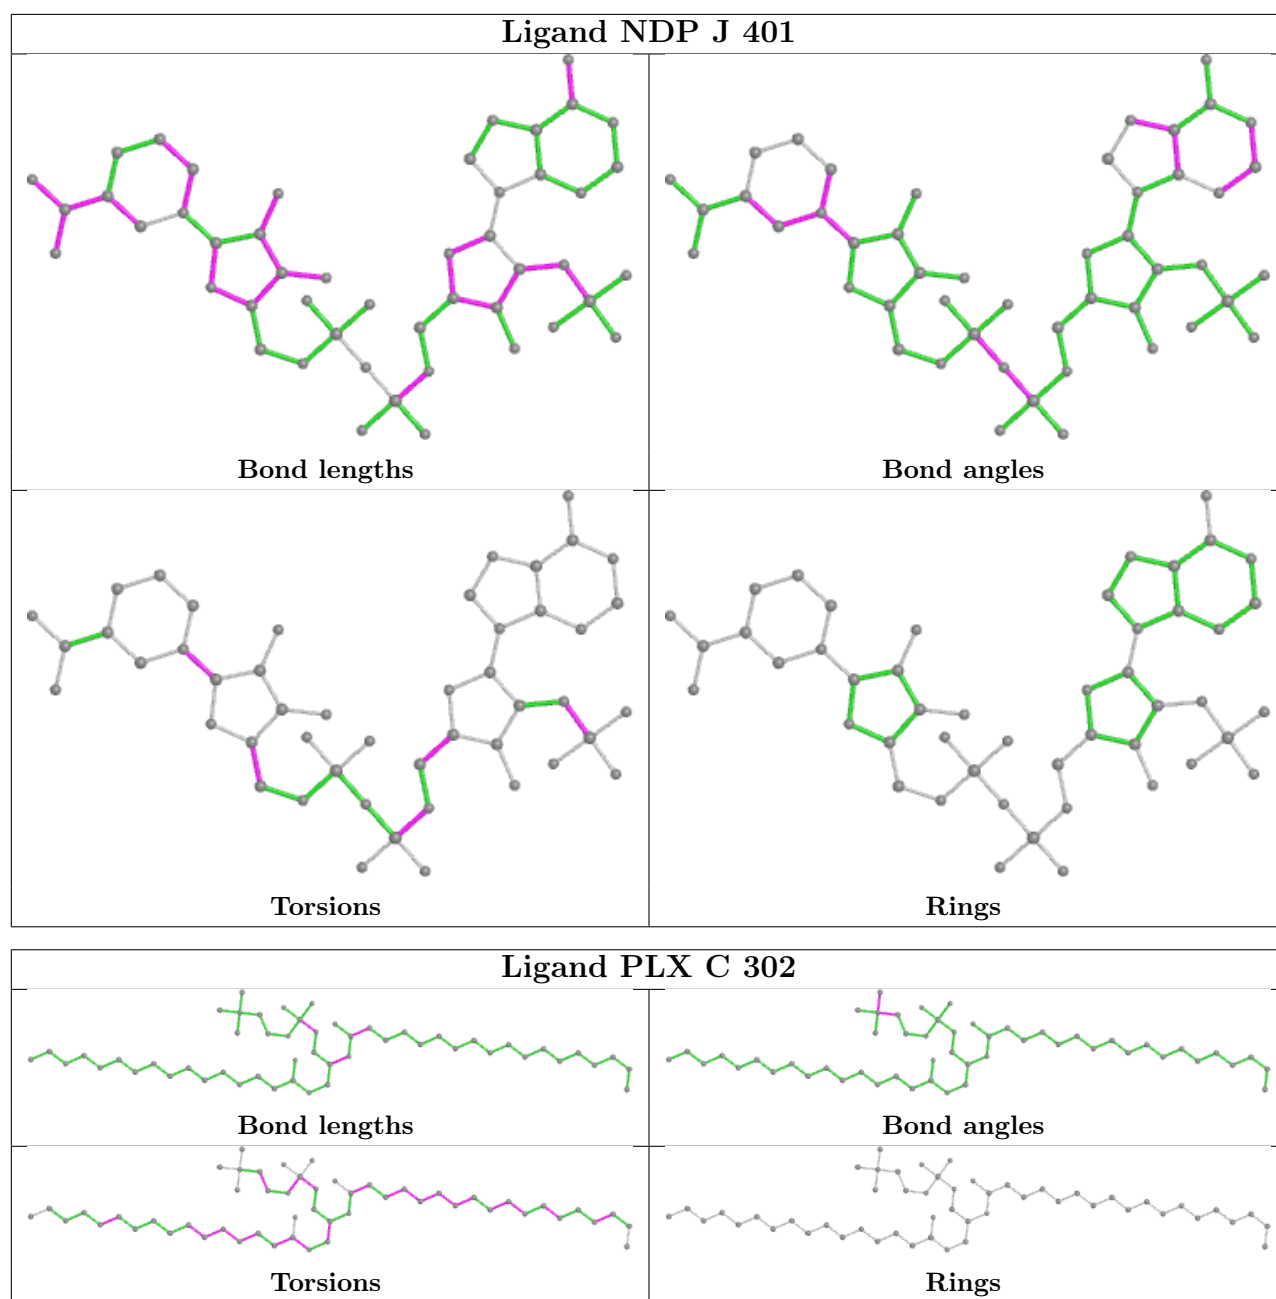 Ligand NDP J 401
Bond lengths
Bond angles
Torsions
Rings
Ligand PLX C 302
Bond lengths
Bond angles
Torsions
Rings